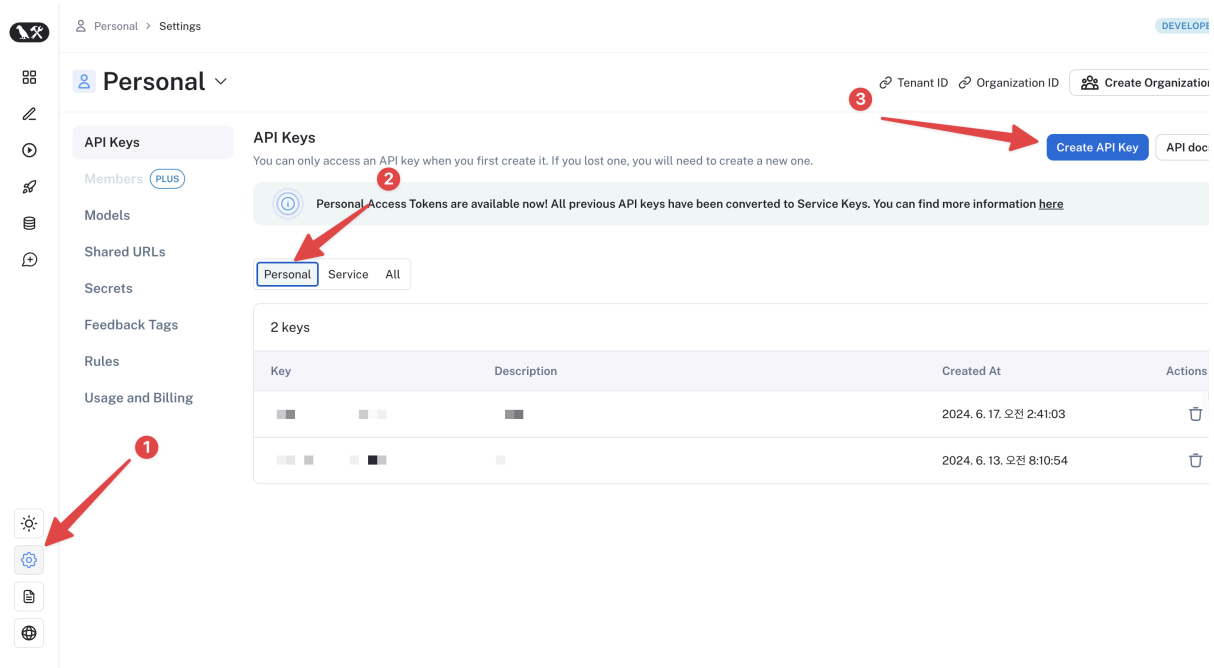 Personal > Settings
DEVELOPE
Personal
Tenant ID
Organization ID
Create Organization
3
API Keys
Members PLUS
Models
Shared URLs
Secrets
Feedback Tags
Rules
Usage and Billing
API Keys
You can only access an API key when you first create it. If you lost one, you will need to create a new one.
Create API Key
API docs
2
Personal Access Tokens are available now! All previous API keys have been converted to Service Keys. You can find more information here
Personal Service All
2 keys
Key Description Created At Actions
2024. 6. 17. 오전 2:41:03
2024. 6. 13. 오전 8:10:54
1